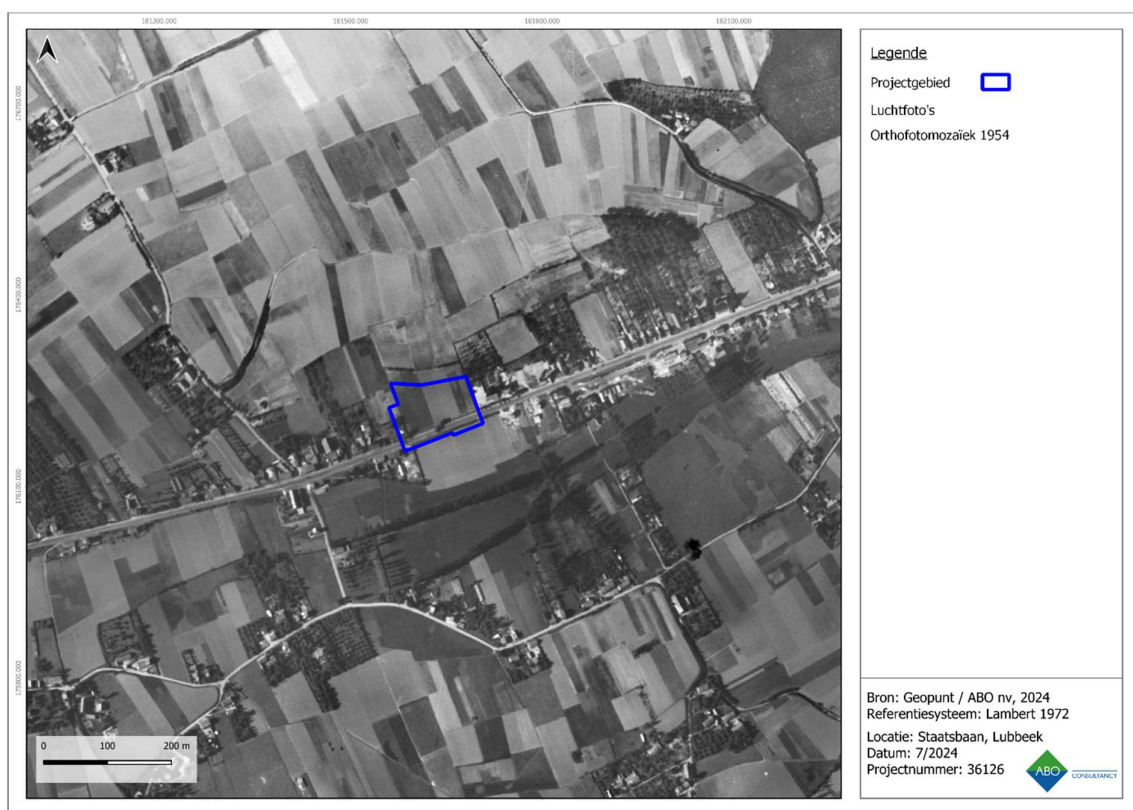 181200.000
181500.000
181800.000
182100.000
176700.000
176400.000
176100.000
175800.000
0 100 200 m
Legende
Projectgebied
Luchtfoto's
Orthofotomozaïek 1954
Bron: Geopunt / ABO nv, 2024
Referentiesysteem: Lambert 1972
Locatie: Staatsbaan, Lubbeek
Datum: 7/2024
Projectnummer: 36126
ABO CONSULTANCY